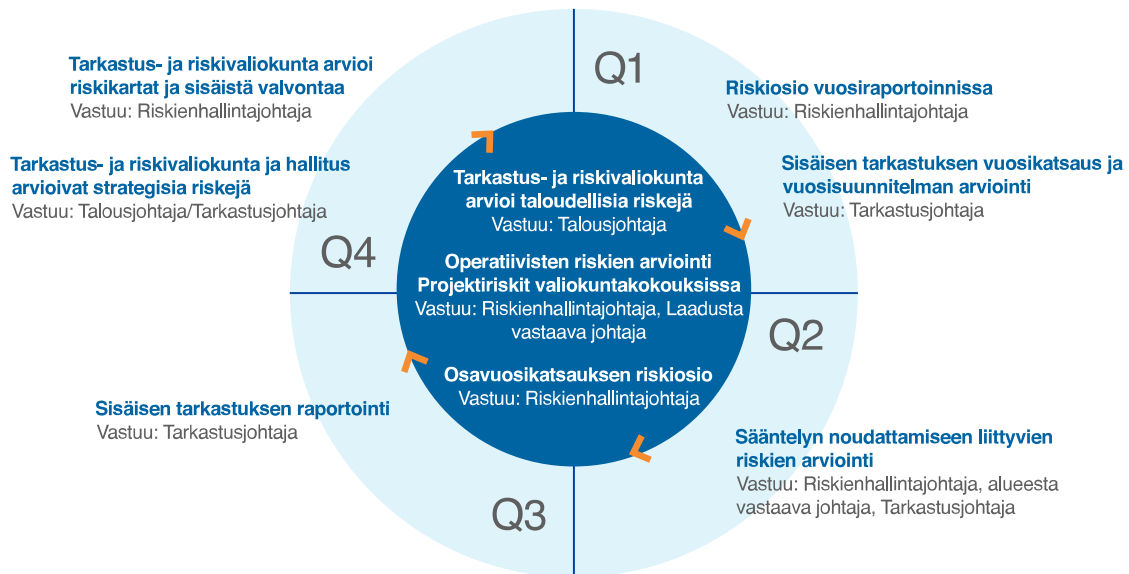 Q1
Riskiosio vuosiraportoinnissa
Vastuu: Riskienhallintajohtaja
Sisäisen tarkastuksen vuosikatsaus ja
vuosisuunnitelman arviointi
Vastuu: Tarkastusjohtaja
Q2
Sääntelyn noudattamiseen liittyvien
riskien arviointi
Vastuu: Riskienhallintajohtaja, alueesta
vastaava johtaja, Tarkastusjohtaja
Q3
Sisäisen tarkastuksen raportointi
Vastuu: Tarkastusjohtaja
Q4
Tarkastus- ja riskivaliokunta arvioi
riskikartat ja sisäistä valvontaa
Vastuu: Riskienhallintajohtaja
Tarkastus- ja riskivaliokunta ja hallitus
arvioivat strategisia riskejä
Vastuu: Talousjohtaja/Tarkastusjohtaja
Tarkastus- ja riskivaliokunta
arvioi taloudellisia riskejä
Vastuu: Talousjohtaja
Operatiivisten riskien arviointi
Projektiriskit valiokuntakokouksissa
Vastuu: Riskienhallintajohtaja, Laadusta
vastaava johtaja
Osavuosikatsauksen riskiosio
Vastuu: Riskienhallintajohtaja